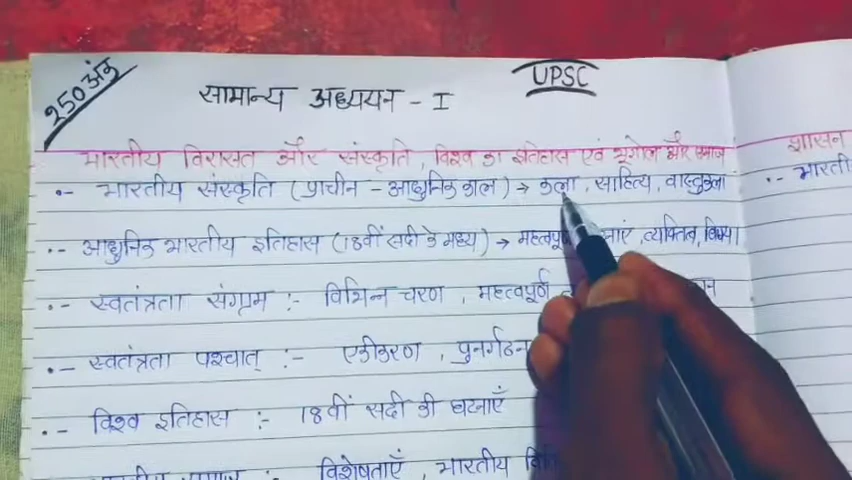 250 अंक
सामान्य अध्ययन - I
UPSC
भारतीय विरासत और संस्कृति, विश्व का इतिहास एवं भूगोल और समाज
भारतीय संस्कृति (प्राचीन - आधुनिक काल) → कला, साहित्य, वास्तुकला
आधुनिक भारतीय इतिहास (18वीं सदी के मध्य) → महत्वपूर्ण व्यक्तित्व, विषय
स्वतंत्रता संग्राम :- विभिन्न चरण, महत्वपूर्ण
स्वतंत्रता पश्चात् :- एकीकरण, पुनर्गठन
विश्व इतिहास :- 18वीं सदी की घटनाएँ
विशेषताएँ, भारतीय
शासन